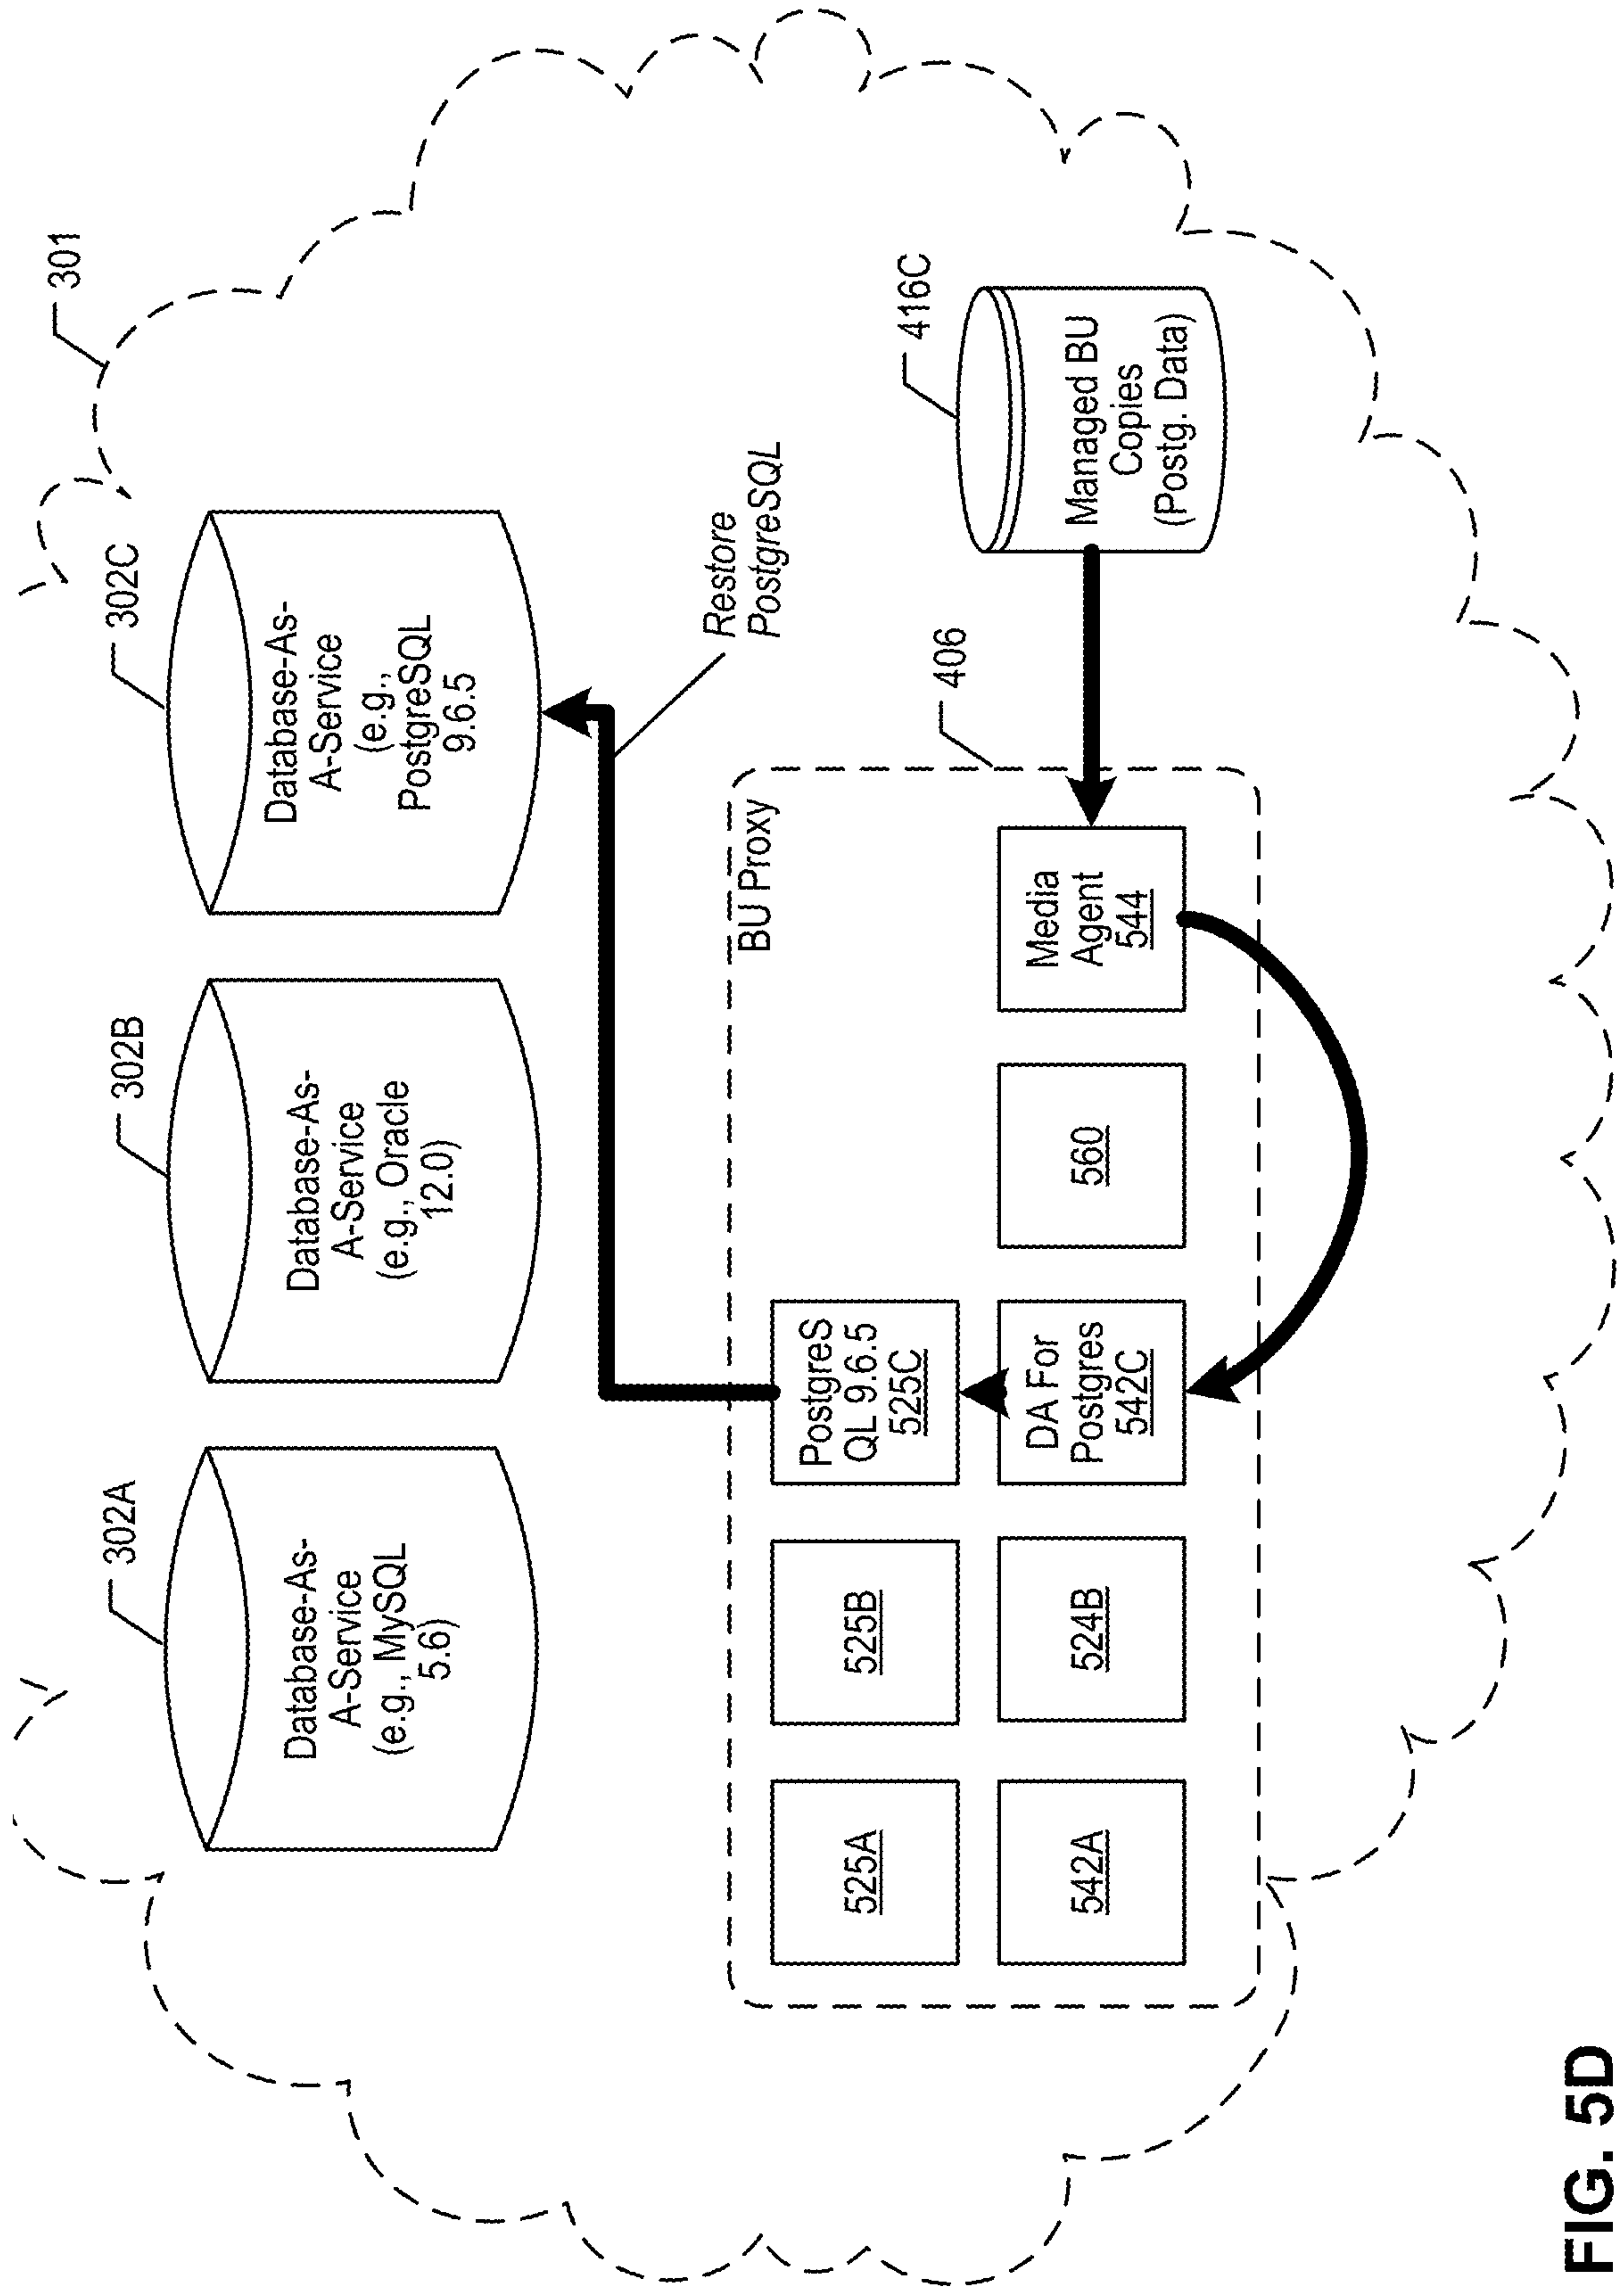 301
302A
302B
302C
Database-As-
A-Service
(e.g., MySQL
5.6)
Database-As-
A-Service
(e.g., Oracle
12.0)
Database-As-
A-Service
(e.g.,
PostgreSQL
9.6.5
Restore
PostgreSQL
406
BU Proxy
416C
525A
525B
PostgreS
QL 9.6.5
525C
542A
524B
DA For
Postgres
542C
560
Media
Agent
544
Managed BU
Copies
(Postg. Data)
FIG. 5D